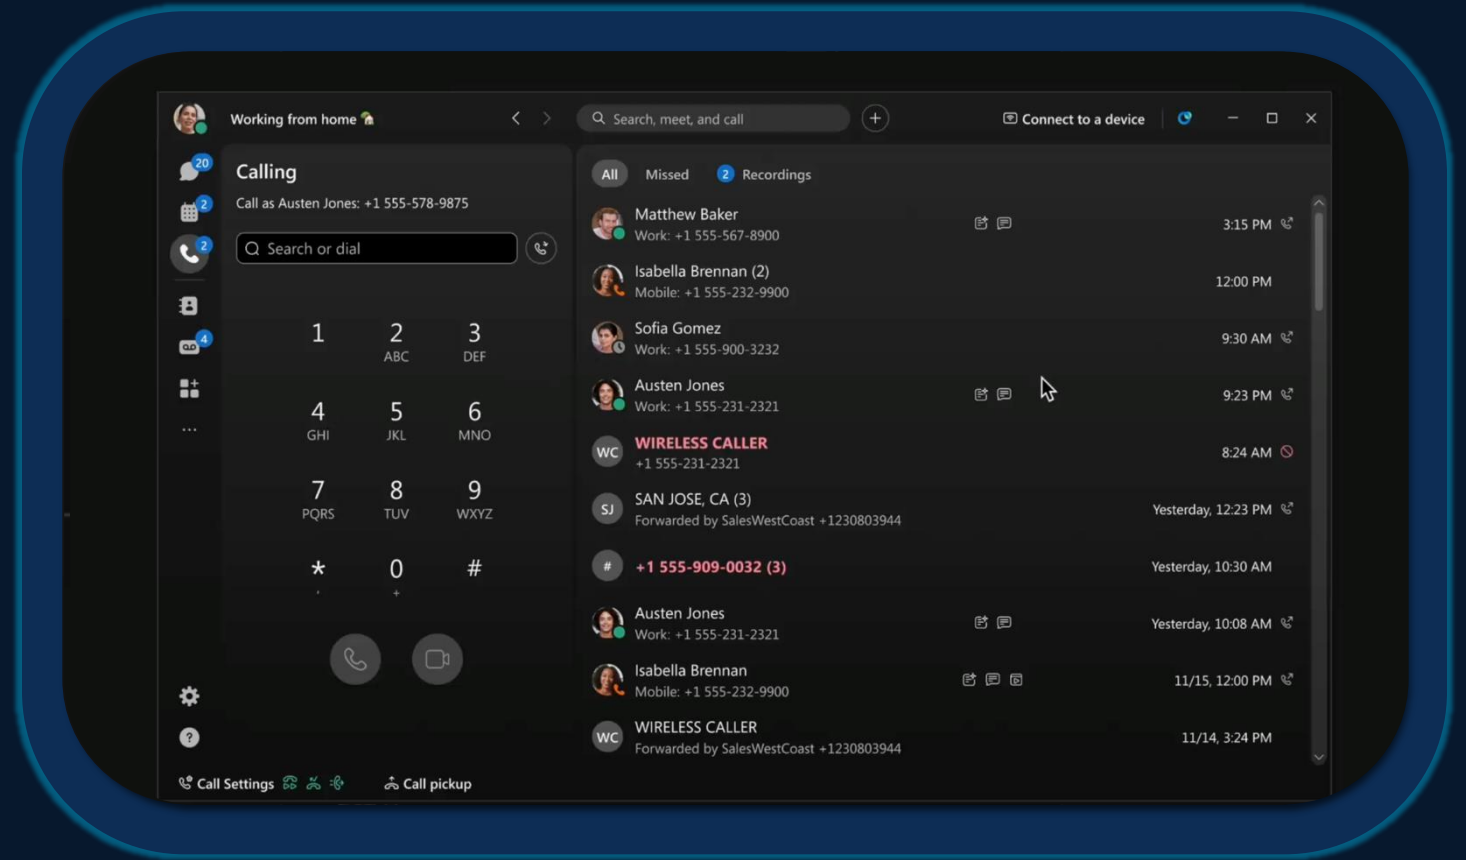 Working from home
Search, meet, and call
Connect to a device
20
2
2
4
Calling
Call as Austen Jones: +1 555-578-9875
Search or dial
1
2
ABC
3
DEF
4
GHI
5
JKL
6
MNO
7
PQRS
8
TUV
9
WXYZ
*
,
0
+
#
All
Missed
2 Recordings
Matthew Baker
Work: +1 555-567-8900
3:15 PM
Isabella Brennan (2)
Mobile: +1 555-232-9900
12:00 PM
Sofia Gomez
Work: +1 555-900-3232
9:30 AM
Austen Jones
Work: +1 555-231-2321
9:23 PM
WC
WIRELESS CALLER
+1 555-231-2321
8:24 AM
SJ
SAN JOSE, CA (3)
Forwarded by SalesWestCoast +1230803944
Yesterday, 12:23 PM
#
+1 555-909-0032 (3)
Yesterday, 10:30 AM
Austen Jones
Work: +1 555-231-2321
Yesterday, 10:08 AM
Isabella Brennan
Mobile: +1 555-232-9900
11/15, 12:00 PM
WC
WIRELESS CALLER
Forwarded by SalesWestCoast +1230803944
11/14, 3:24 PM
Call Settings
Call pickup